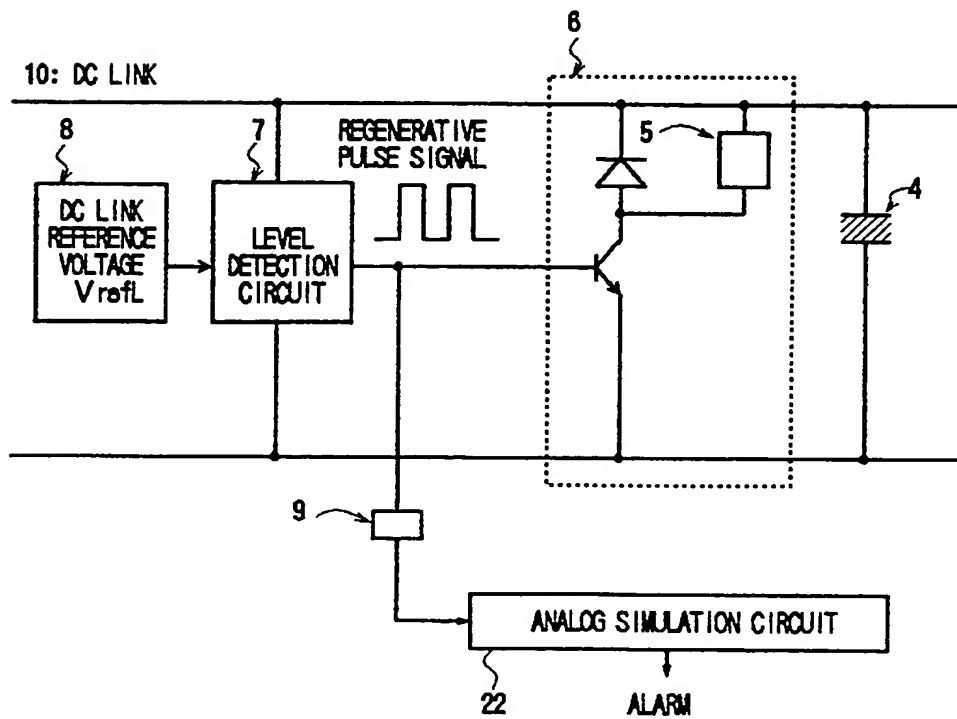 6
10: DC LINK
8
7
REGENERATIVE
PULSE SIGNAL
5
4
DC LINK
REFERENCE
VOLTAGE
VrefL
LEVEL
DETECTION
CIRCUIT
9
ANALOG SIMULATION CIRCUIT
22
ALARM